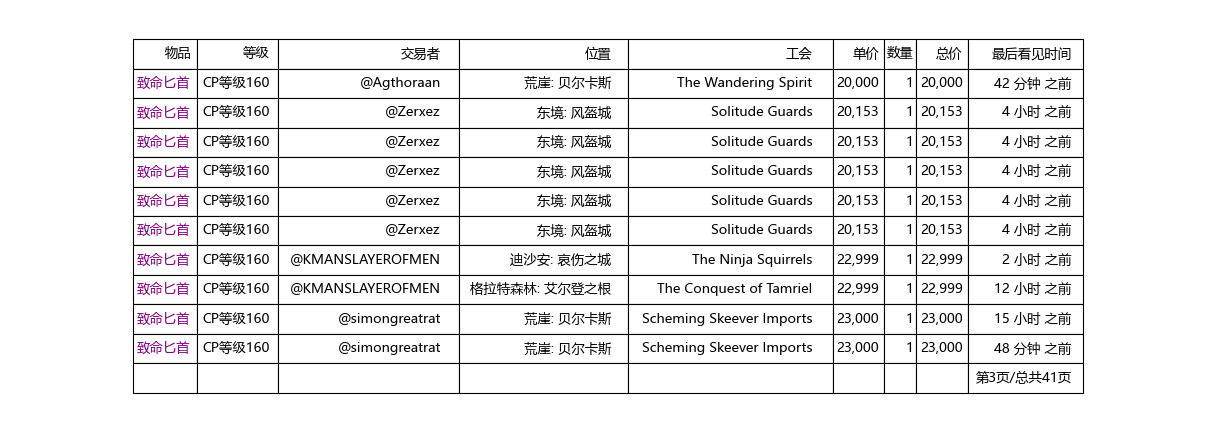 物品 等级 交易者 位置 工会 单价 数量 总价 最后看见时间
致命匕首 CP等级160 @Agthoraan 荒崖: 贝尔卡斯 The Wandering Spirit 20,000 1 20,000 42 分钟 之前
致命匕首 CP等级160 @Zerxez 东境: 风盔城 Solitude Guards 20,153 1 20,153 4 小时 之前
致命匕首 CP等级160 @Zerxez 东境: 风盔城 Solitude Guards 20,153 1 20,153 4 小时 之前
致命匕首 CP等级160 @Zerxez 东境: 风盔城 Solitude Guards 20,153 1 20,153 4 小时 之前
致命匕首 CP等级160 @Zerxez 东境: 风盔城 Solitude Guards 20,153 1 20,153 4 小时 之前
致命匕首 CP等级160 @Zerxez 东境: 风盔城 Solitude Guards 20,153 1 20,153 4 小时 之前
致命匕首 CP等级160 @KMANSLAYEROFMEN 迪沙安: 哀伤之城 The Ninja Squirrels 22,999 1 22,999 2 小时 之前
致命匕首 CP等级160 @KMANSLAYEROFMEN 格拉特森林: 艾尔登之根 The Conquest of Tamriel 22,999 1 22,999 12 小时 之前
致命匕首 CP等级160 @simongreatrat 荒崖: 贝尔卡斯 Scheming Skeever Imports 23,000 1 23,000 15 小时 之前
致命匕首 CP等级160 @simongreatrat 荒崖: 贝尔卡斯 Scheming Skeever Imports 23,000 1 23,000 48 分钟 之前
第3页/总共41页